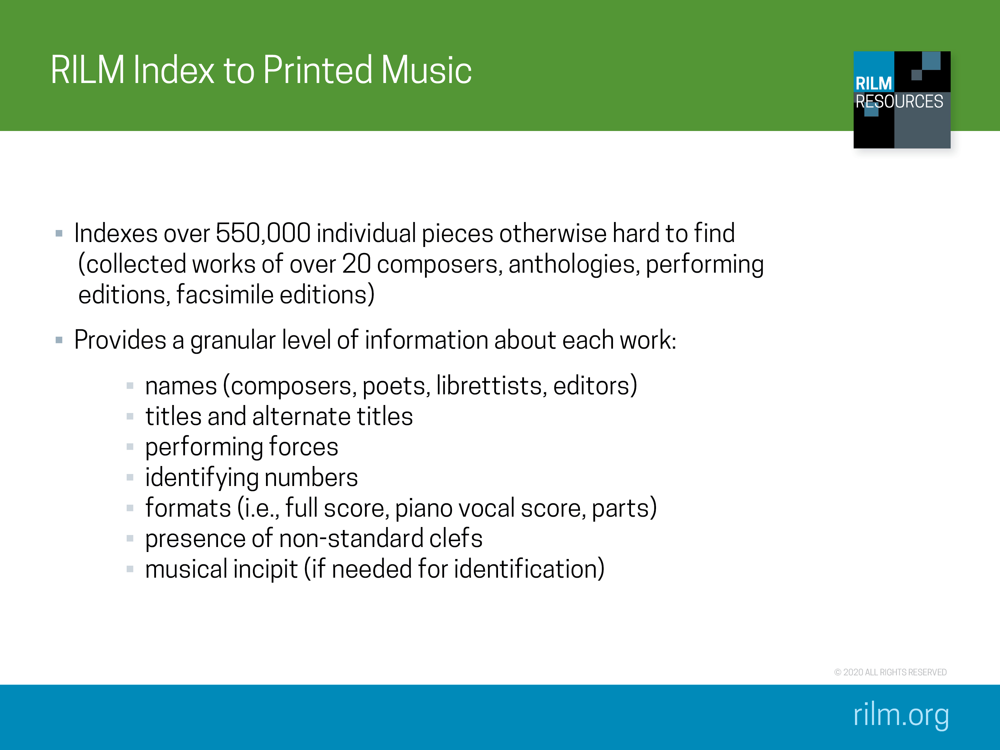 RILM Index to Printed Music
RILM
RESOURCES
Indexes over 550,000 individual pieces otherwise hard to find
(collected works of over 20 composers, anthologies, performing
editions, facsimile editions)
Provides a granular level of information about each work:
names (composers, poets, librettists, editors)
titles and alternate titles
performing forces
identifying numbers
formats (i.e., full score, piano vocal score, parts)
presence of non-standard clefs
musical incipit (if needed for identification)
© 2020 ALL RIGHTS RESERVED
rilm.org